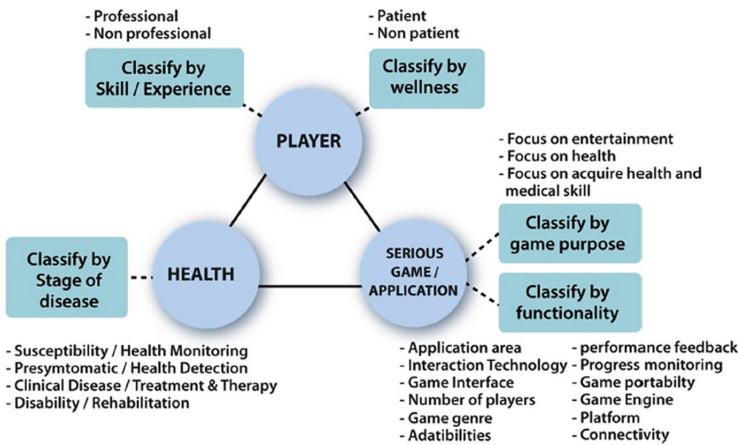 - Professional
- Non professional
Classify by
Skill / Experience
- Patient
- Non patient
Classify by
wellness
PLAYER
- Focus on entertainment
- Focus on health
- Focus on acquire health and
medical skill
Classify by
game purpose
Classify by
Stage of
disease
HEALTH
SERIOUS
GAME /
APPLICATION
Classify by
functionality
- Susceptibility / Health Monitoring
- Presymtomatic / Health Detection
- Clinical Disease / Treatment & Therapy
- Disability / Rehabilitation
- Application area
- Interaction Technology
- Game Interface
- Number of players
- Game genre
- Adatibilities
- performance feedback
- Progress monitoring
- Game portabilty
- Game Engine
- Platform
- Connectivity